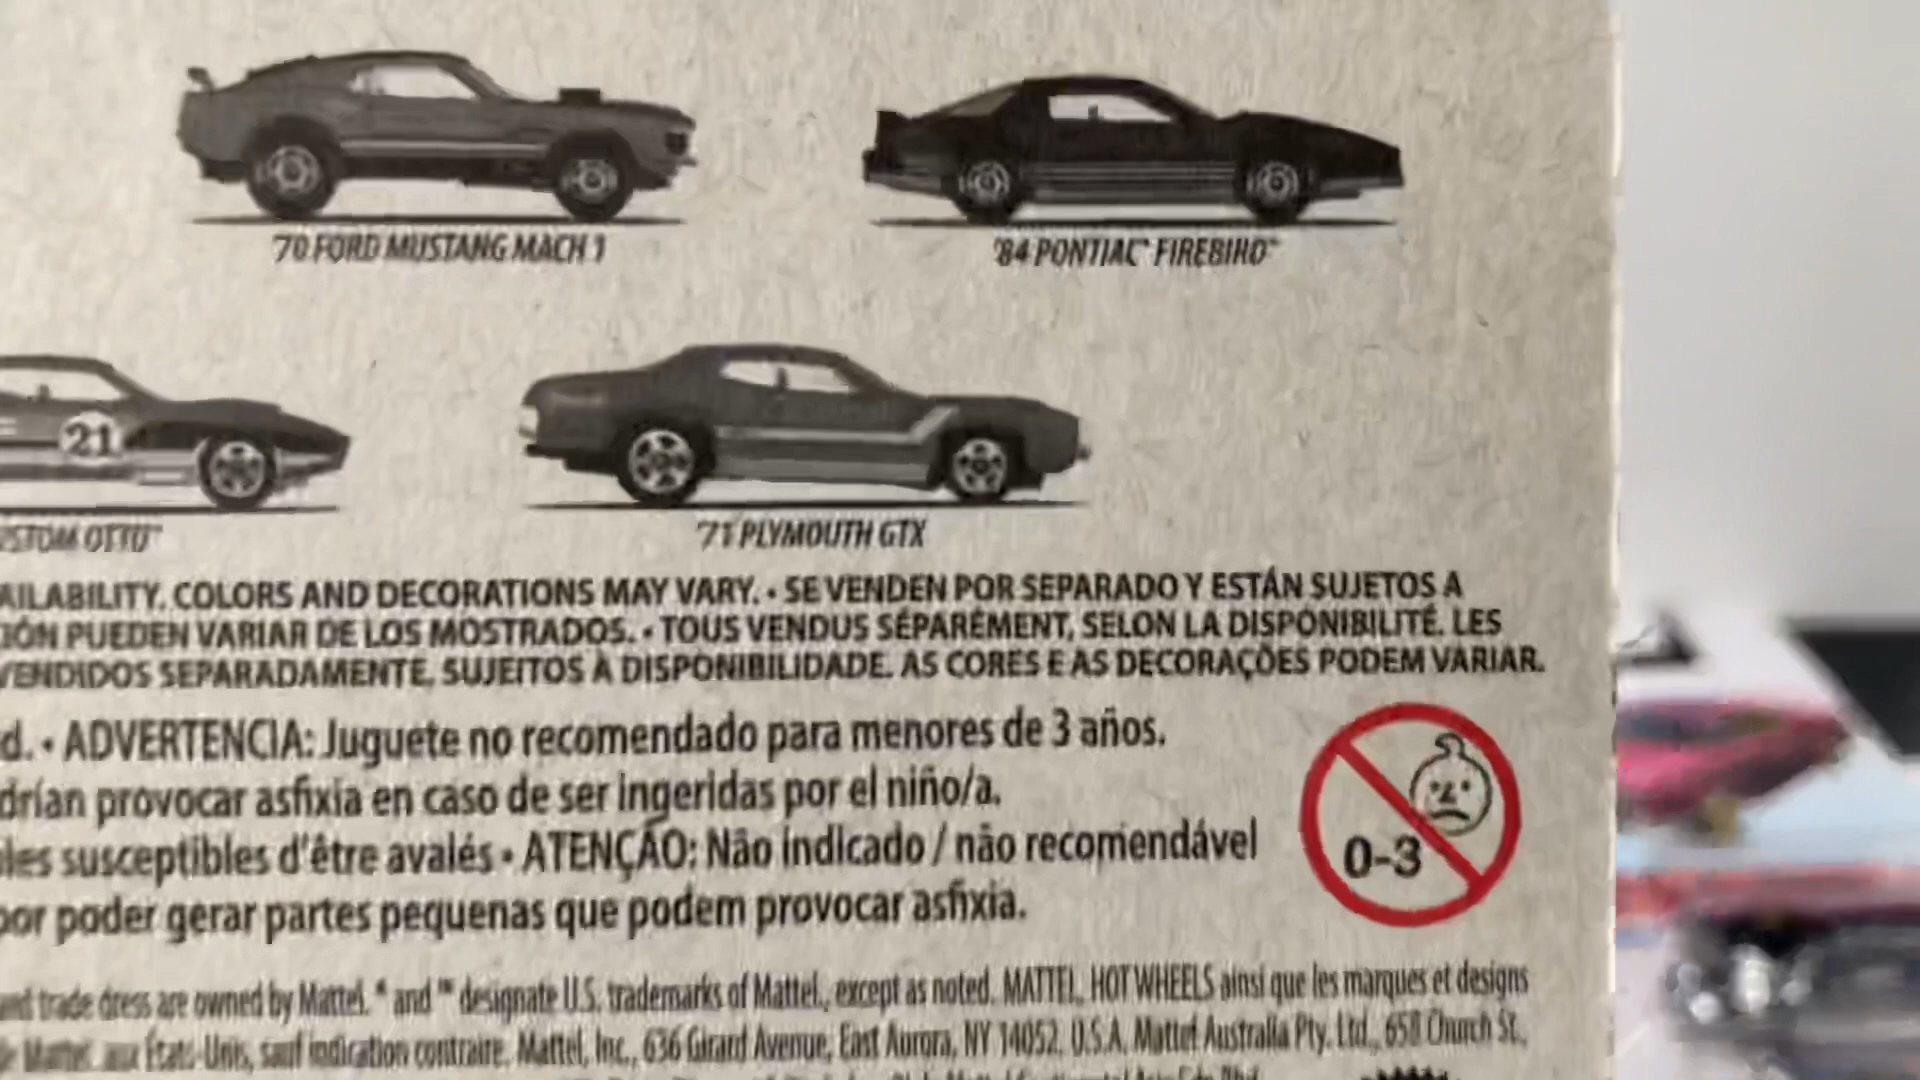 '70 FORD MUSTANG MACH 1
'84 PONTIAC™ FIREBIRD™
21
STOM OTTO™
'71 PLYMOUTH GTX
AILABILITY. COLORS AND DECORATIONS MAY VARY. • SE VENDEN POR SEPARADO Y ESTÁN SUJETOS A
IÓN PUEDEN VARIAR DE LOS MOSTRADOS. • TOUS VENDUS SÉPARÉMENT, SELON LA DISPONIBILITÉ. LES
VENDIDOS SEPARADAMENTE, SUJEITOS À DISPONIBILIDADE. AS CORES E AS DECORAÇÕES PODEM VARIAR.
d. • ADVERTENCIA: Juguete no recomendado para menores de 3 años.
drían provocar asfixia en caso de ser ingeridas por el niño/a.
les susceptibles d'être avalés • ATENÇÃO: Não indicado / não recomendável
por poder gerar partes pequenas que podem provocar asfixia.
0-3
and trade dress are owned by Mattel. ® and ™ designate U.S. trademarks of Mattel, except as noted. MATTEL, HOT WHEELS ainsi que les marques et designs
de Mattel aux États-Unis, sauf indication contraire. Mattel, Inc., 636 Girard Avenue, East Aurora, NY 14052, U.S.A. Mattel Australia Pty. Ltd., 658 Church St.,